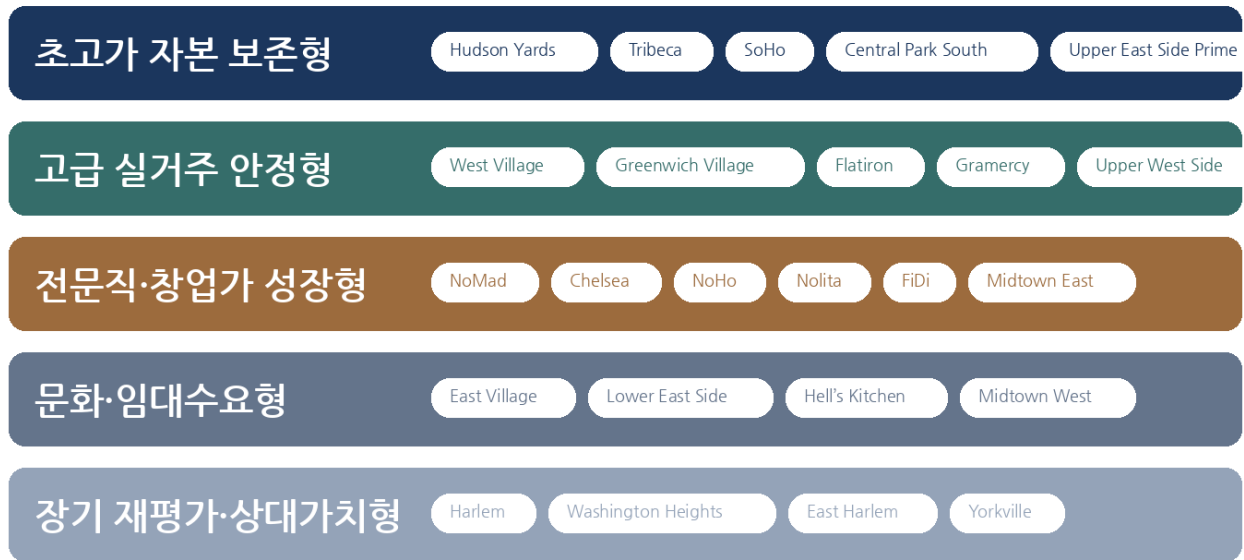 초고가 자본 보존형 Hudson Yards Tribeca SoHo Central Park South Upper East Side Prime
고급 실거주 안정형 West Village Greenwich Village Flatiron Gramercy Upper West Side
전문직·창업가 성장형 NoMad Chelsea NoHo Nolita FiDi Midtown East
문화·임대수요형 East Village Lower East Side Hell’s Kitchen Midtown West
장기 재평가·상대가치형 Harlem Washington Heights East Harlem Yorkville